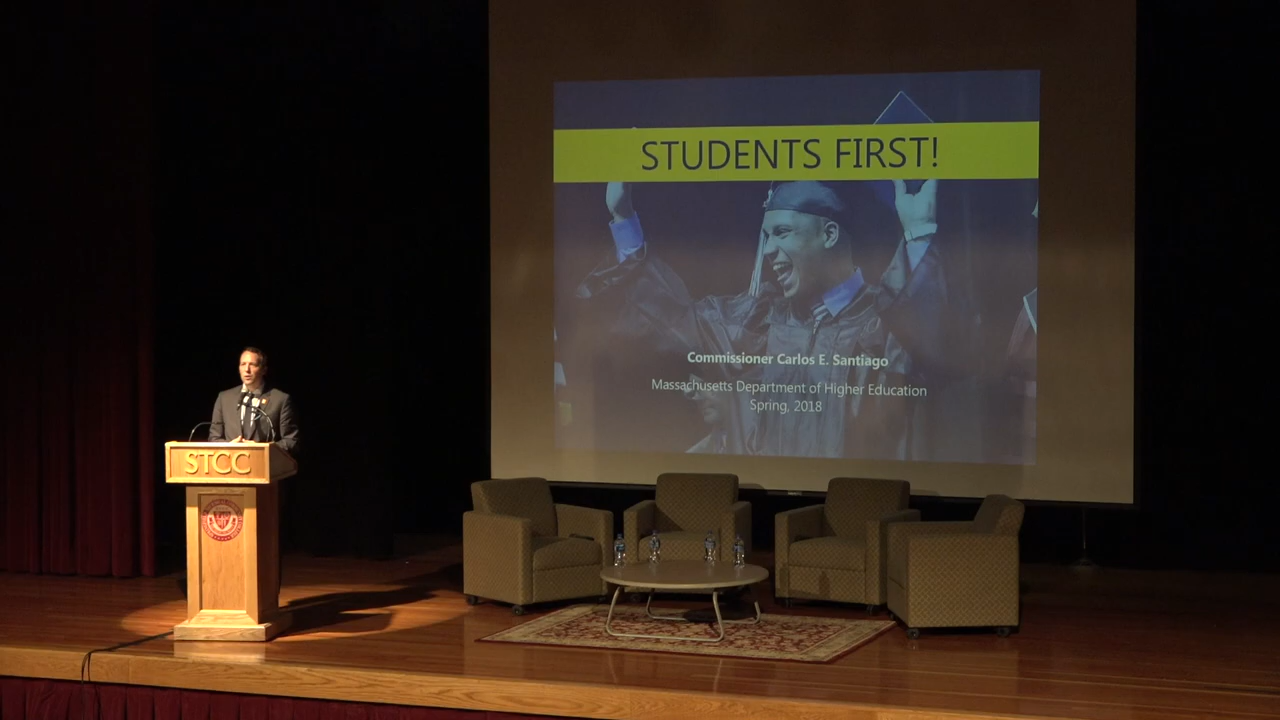 STUDENTS FIRST!
Commissioner Carlos E. Santiago
Massachusetts Department of Higher Education
Spring, 2018
STCC